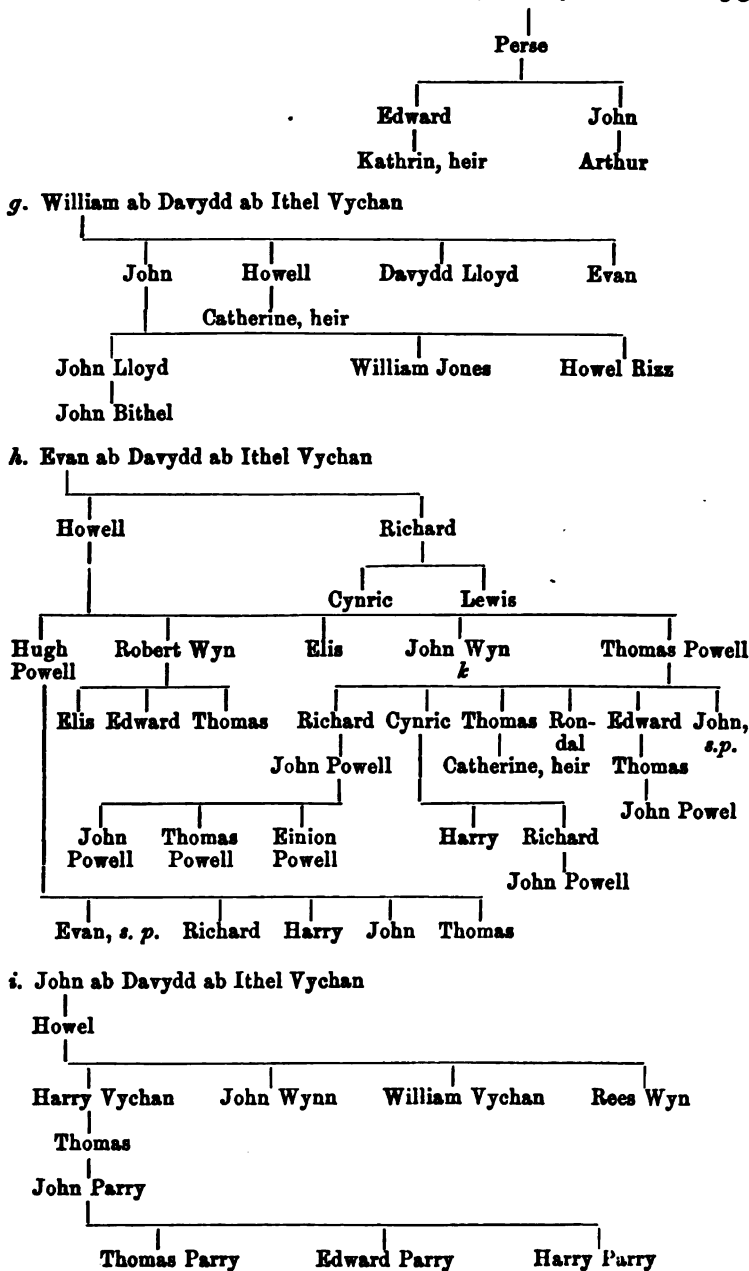 Perse
Edward John
Kathrin, heir Arthur
g. William ab Davydd ab Ithel Vychan
John Howell Davydd Lloyd Evan
Catherine, heir
John Lloyd William Jones Howel Rizz
John Bithel
h. Evan ab Davydd ab Ithel Vychan
Howell Richard
Cynric Lewis
Hugh Powell Robert Wyn Elis John Wyn Thomas Powell
k
Elis Edward Thomas Richard Cynric Thomas Ron-dal Edward John, s.p.
John Powell Catherine, heir Thomas
John Powell Thomas Powell Einion Powell Harry Richard John Powel
John Powell
Evan, s. p. Richard Harry John Thomas
i. John ab Davydd ab Ithel Vychan
Howel
Harry Vychan John Wynn William Vychan Rees Wyn
Thomas
John Parry
Thomas Parry Edward Parry Harry Parry